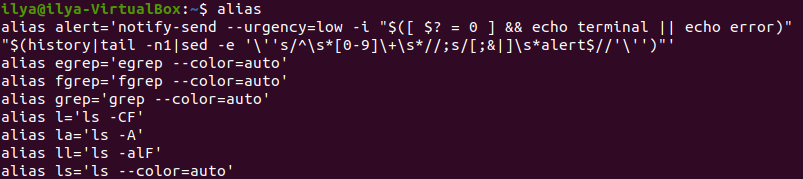 ilya@ilya-VirtualBox:~$ alias
alias alert='notify-send --urgency=low -i "$([ $? = 0 ] && echo terminal || echo error)"
"$(history|tail -n1|sed -e '\''s/^\s*[0-9]\+\s*//;s/[;&|]\s*alert$//'\'')"'
alias egrep='egrep --color=auto'
alias fgrep='fgrep --color=auto'
alias grep='grep --color=auto'
alias l='ls -CF'
alias la='ls -A'
alias ll='ls -alF'
alias ls='ls --color=auto'